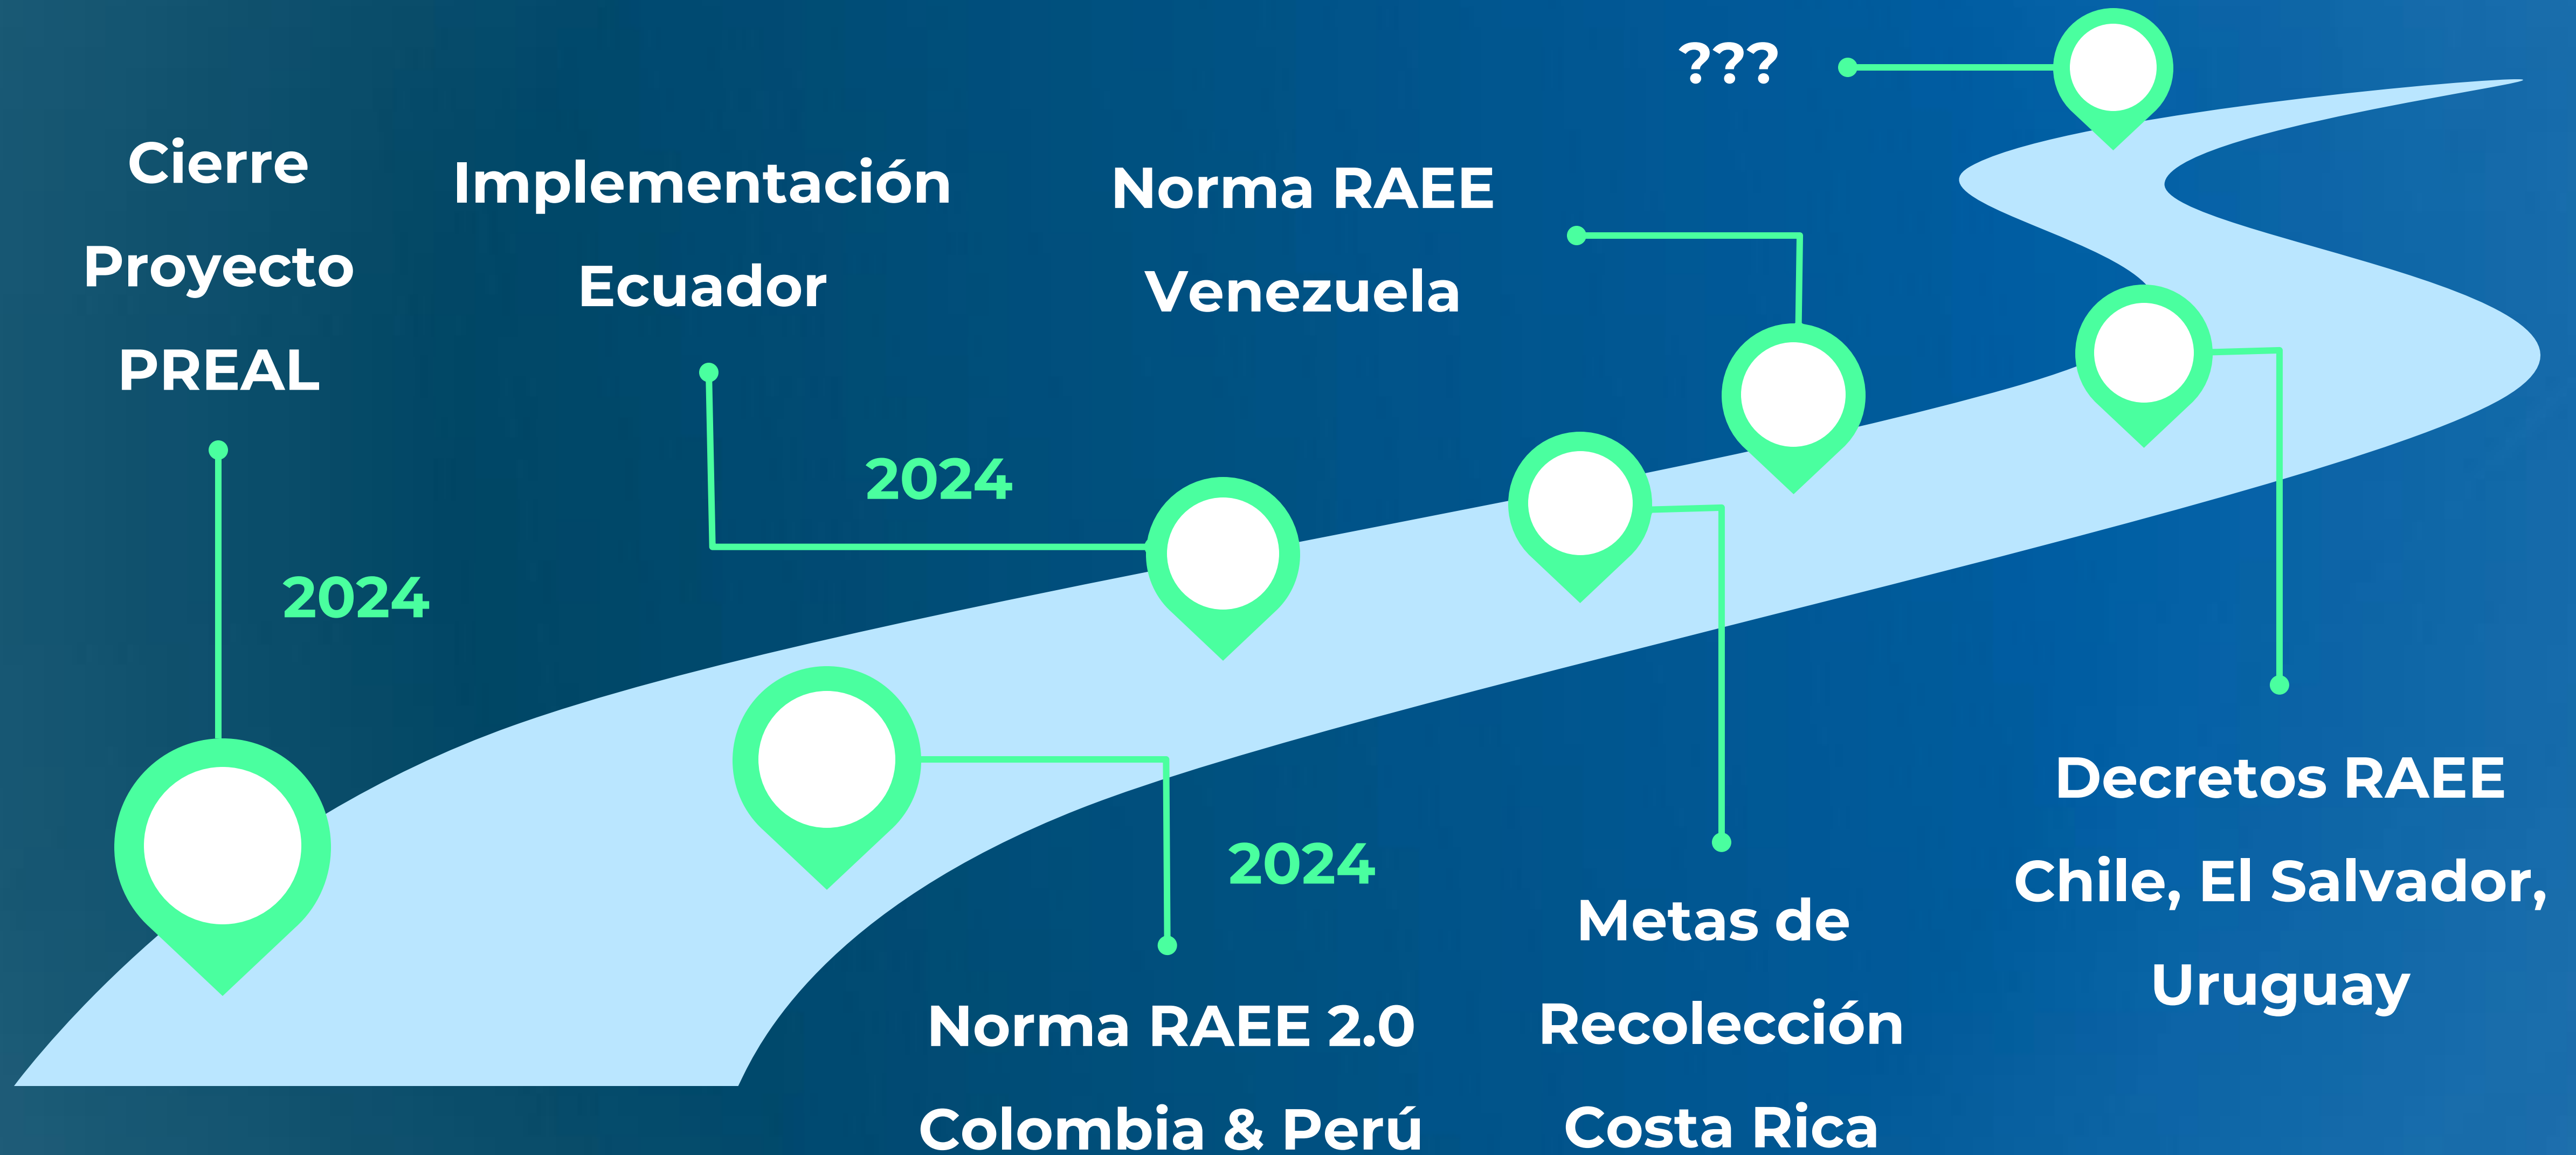 Cierre
Proyecto
PREAL
2024
Norma RAEE 2.0
Colombia & Perú
2024
Implementación
Ecuador
2024
Metas de
Recolección
Costa Rica
Norma RAEE
Venezuela
Decretos RAEE
Chile, El Salvador,
Uruguay
???